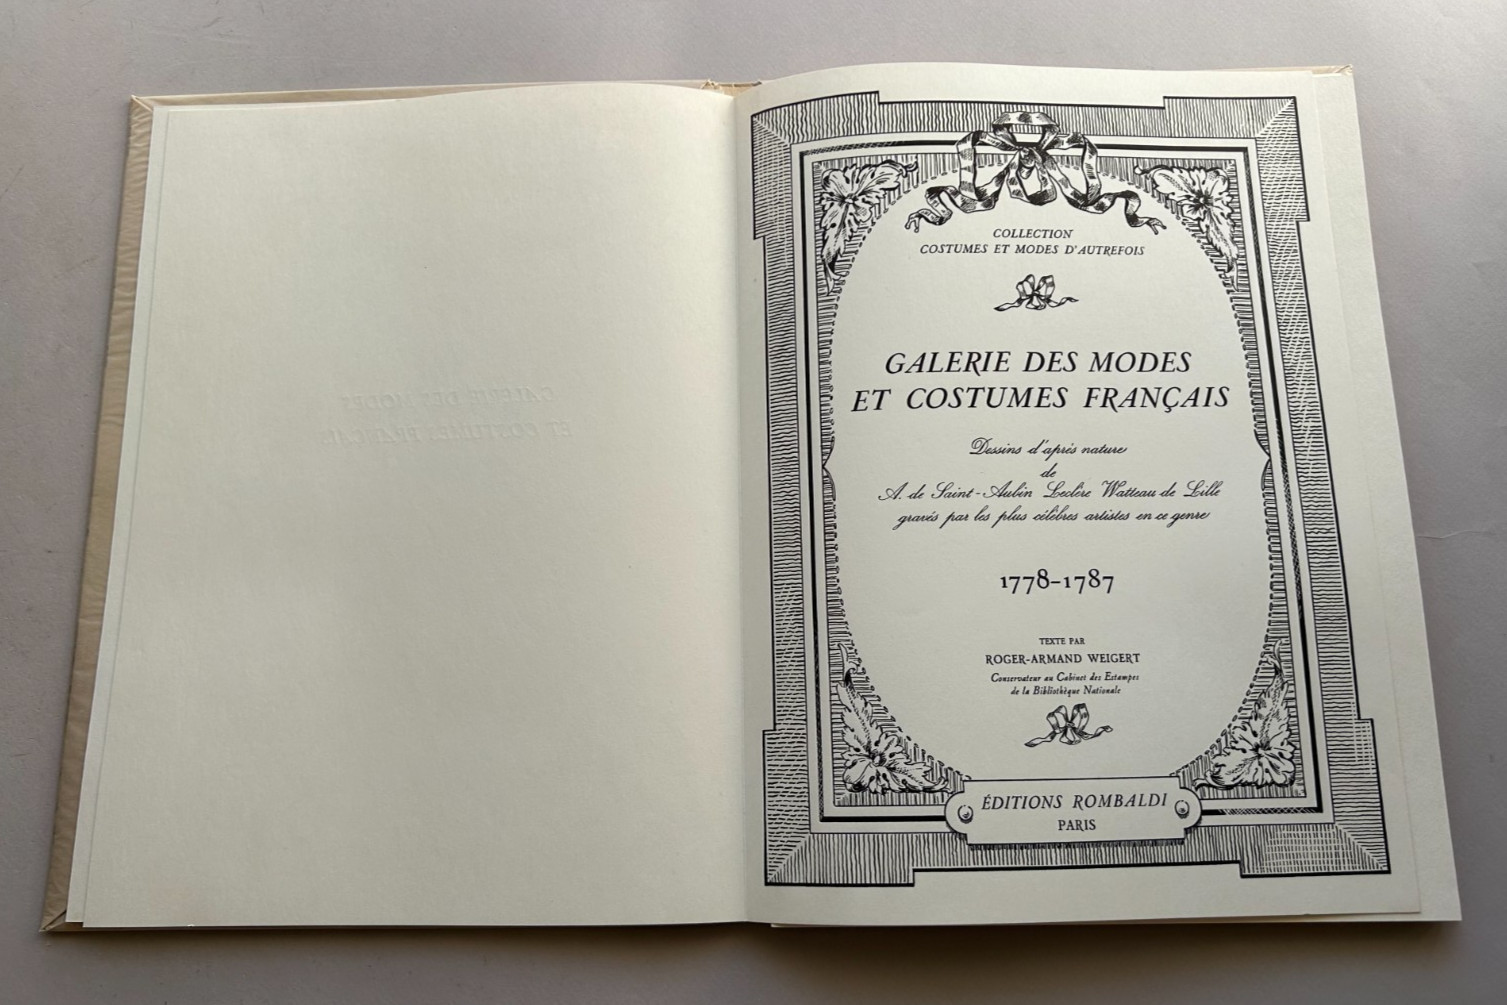 COLLECTION
COSTUMES ET MODES D'AUTREFOIS
GALERIE DES MODES
ET COSTUMES FRANÇAIS
Dessins d'après nature
de
A. de Saint-Aubin Leclère Watteau de Lille
gravés par les plus célèbres artistes en ce genre
1778-1787
TEXTE PAR
ROGER-ARMAND WEIGERT
Conservateur au Cabinet des Estampes
de la Bibliothèque Nationale
ÉDITIONS ROMBALDI
PARIS